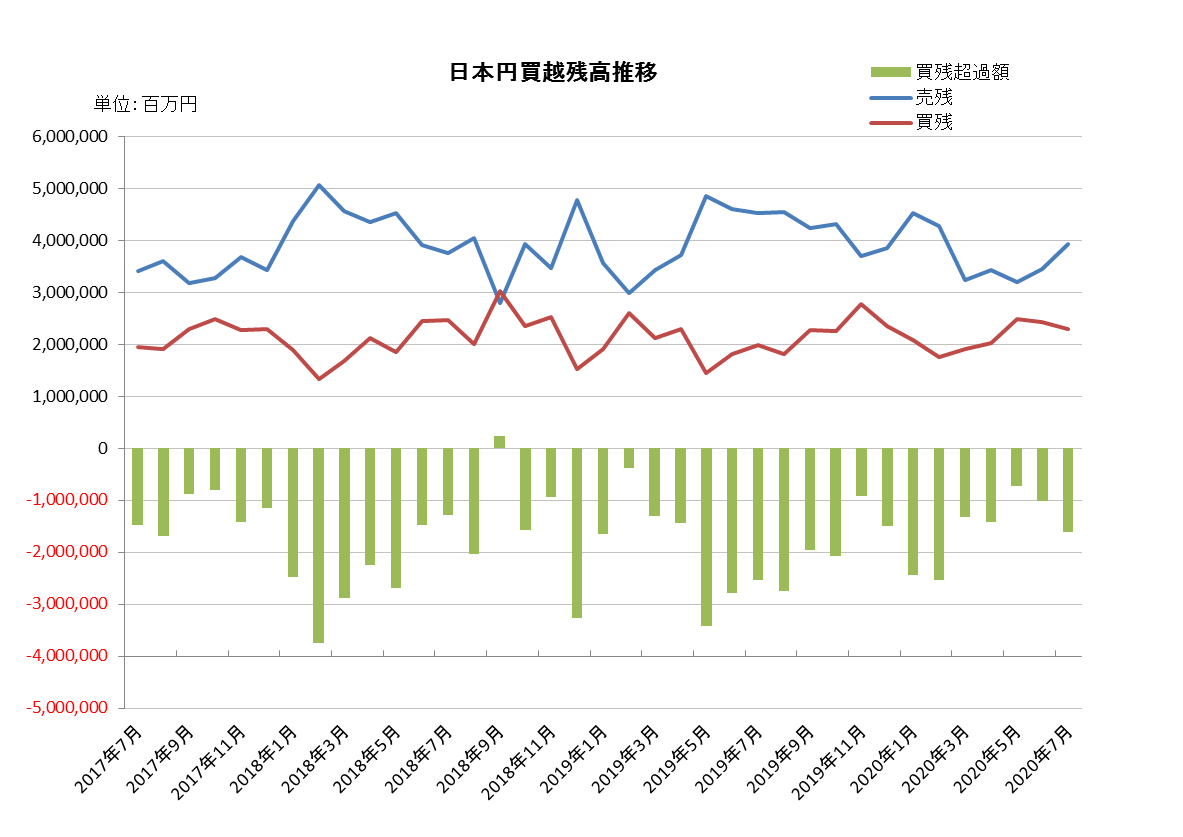 日本円買越残高推移
買残超過額
売残
買残
単位: 百万円
6,000,000
5,000,000
4,000,000
3,000,000
2,000,000
1,000,000
0
-1,000,000
-2,000,000
-3,000,000
-4,000,000
-5,000,000
2017年7月
2017年9月
2017年11月
2018年1月
2018年3月
2018年5月
2018年7月
2018年9月
2018年11月
2019年1月
2019年3月
2019年5月
2019年7月
2019年9月
2019年11月
2020年1月
2020年3月
2020年5月
2020年7月